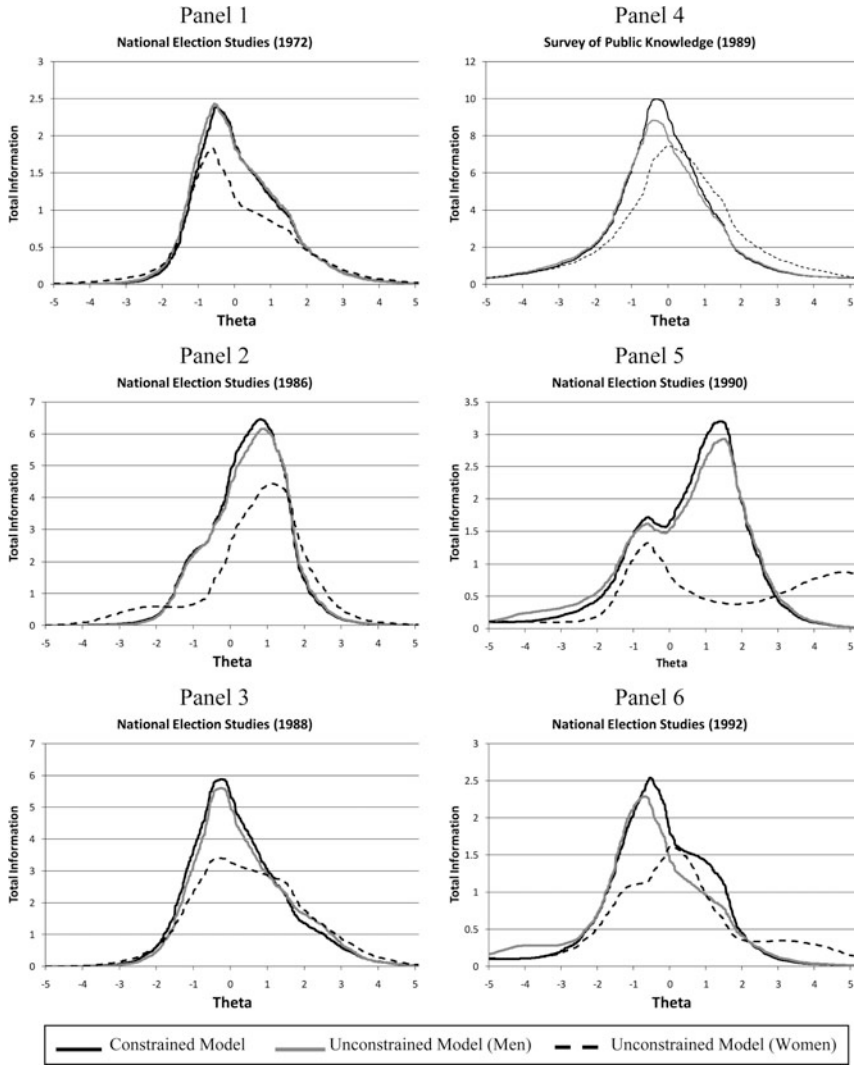 Panel 1
National Election Studies (1972)
Total Information
3
2.5
2
1.5
1
0.5
0
-5 -4 -3 -2 -1 0 1 2 3 4 5
Theta
Panel 4
Survey of Public Knowledge (1989)
Total Information
12
10
8
6
4
2
0
-5 -4 -3 -2 -1 0 1 2 3 4 5
Theta
Panel 2
National Election Studies (1986)
Total Information
7
6
5
4
3
2
1
0
-5 -4 -3 -2 -1 0 1 2 3 4 5
Theta
Panel 5
National Election Studies (1990)
Total Information
3.5
3
2.5
2
1.5
1
0.5
0
-5 -4 -3 -2 -1 0 1 2 3 4 5
Theta
Panel 3
National Election Studies (1988)
Total Information
7
6
5
4
3
2
1
0
-5 -4 -3 -2 -1 0 1 2 3 4 5
Theta
Panel 6
National Election Studies (1992)
Total Information
3
2.5
2
1.5
1
0.5
0
-5 -4 -3 -2 -1 0 1 2 3 4 5
Theta
Constrained Model Unconstrained Model (Men) Unconstrained Model (Women)